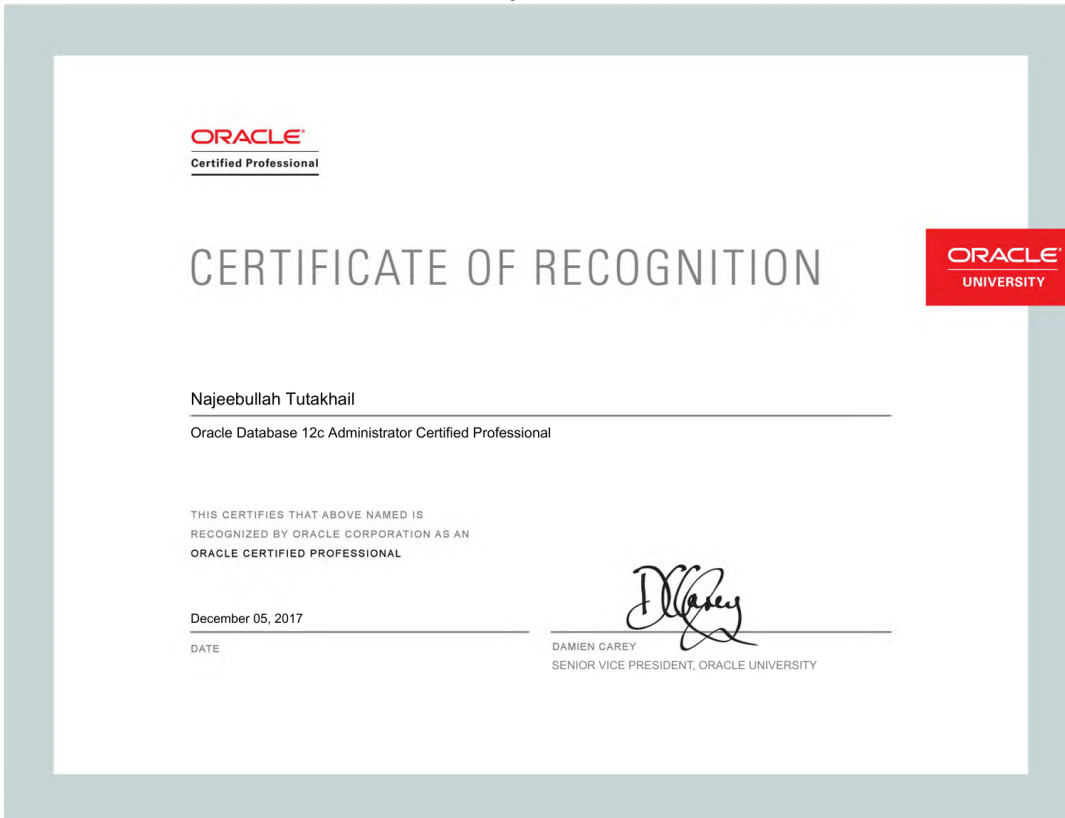 ORACLE®
Certified Professional
CERTIFICATE OF RECOGNITION
ORACLE®
UNIVERSITY
Najeebullah Tutakhail
Oracle Database 12c Administrator Certified Professional
THIS CERTIFIES THAT ABOVE NAMED IS
RECOGNIZED BY ORACLE CORPORATION AS AN
ORACLE CERTIFIED PROFESSIONAL
December 05, 2017
DATE
DCCarey
DAMIEN CAREY
SENIOR VICE PRESIDENT, ORACLE UNIVERSITY